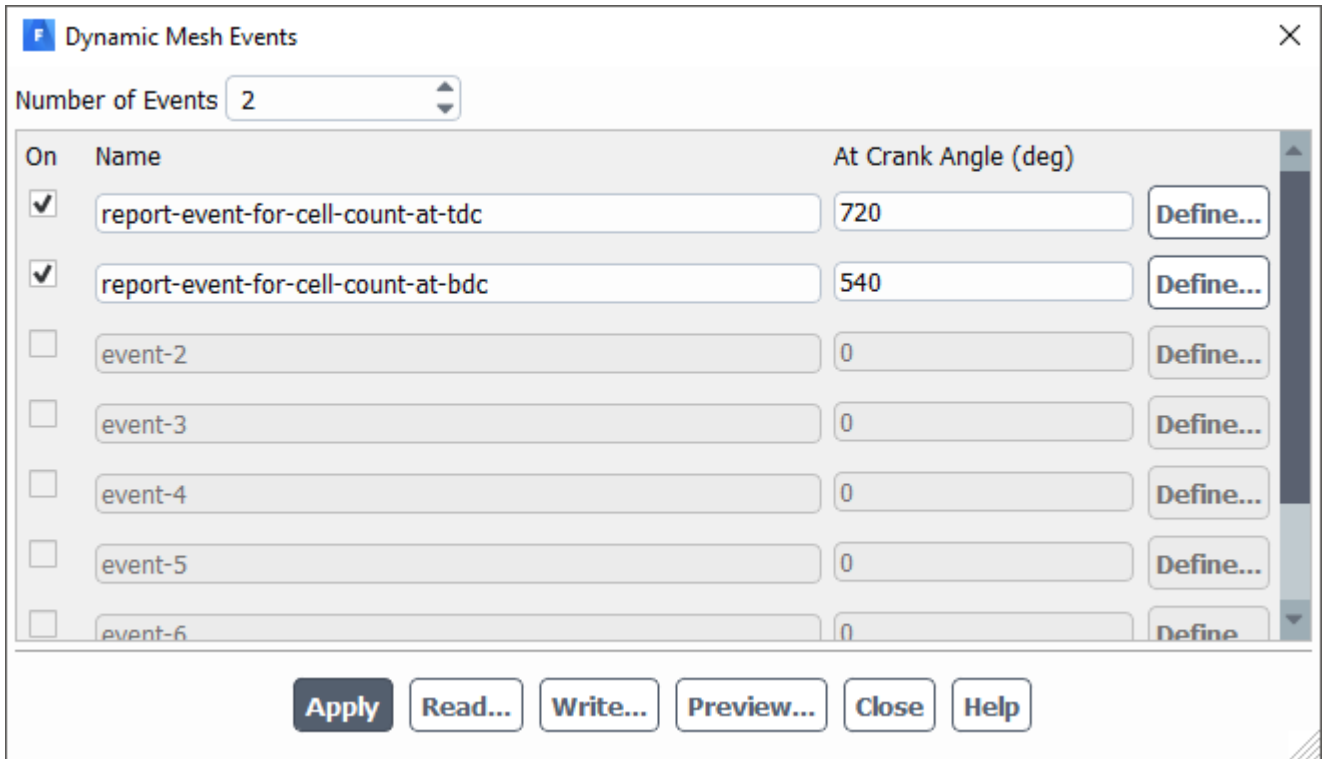 F Dynamic Mesh Events
Number of Events 2
On Name At Crank Angle (deg)
report-event-for-cell-count-at-tdc 720 Define...
report-event-for-cell-count-at-bdc 540 Define...
event-2 0 Define...
event-3 0 Define...
event-4 0 Define...
event-5 0 Define...
event-6 0 Define
Apply Read... Write... Preview... Close Help